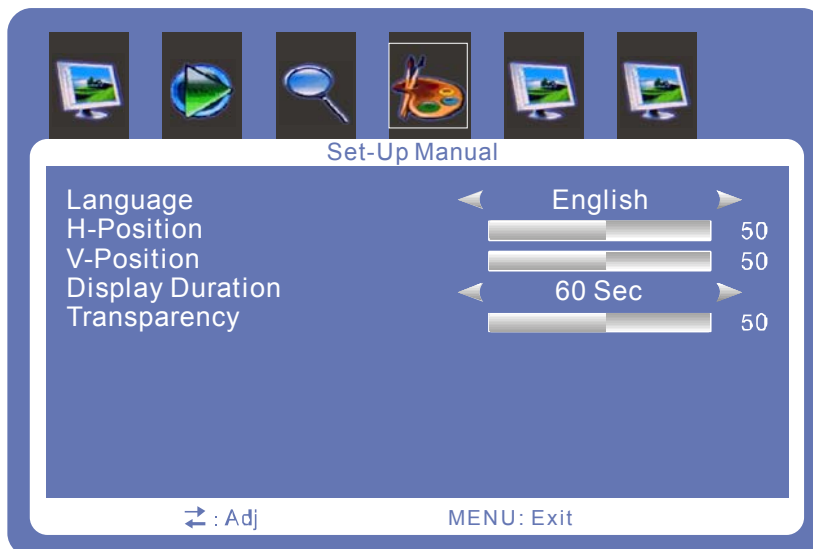 Set-Up Manual
Language English
H-Position 50
V-Position 50
Display Duration 60 Sec
Transparency 50
: Adj MENU: Exit